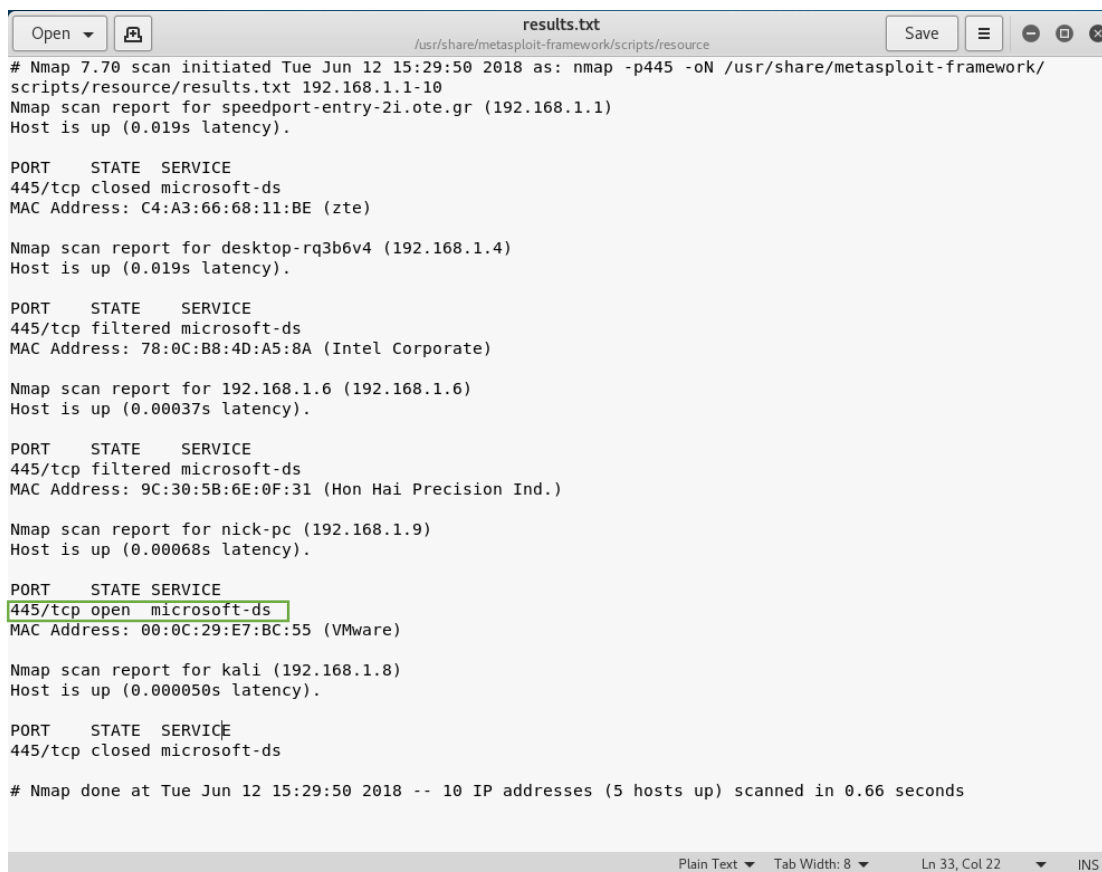 Open
results.txt
/usr/share/metasploit-framework/scripts/resource
Save
# Nmap 7.70 scan initiated Tue Jun 12 15:29:50 2018 as: nmap -p445 -oN /usr/share/metasploit-framework/
scripts/resource/results.txt 192.168.1.1-10
Nmap scan report for speedport-entry-2i.ote.gr (192.168.1.1)
Host is up (0.019s latency).
PORT    STATE  SERVICE
445/tcp closed microsoft-ds
MAC Address: C4:A3:66:68:11:BE (zte)
Nmap scan report for desktop-rq3b6v4 (192.168.1.4)
Host is up (0.019s latency).
PORT    STATE    SERVICE
445/tcp filtered microsoft-ds
MAC Address: 78:0C:B8:4D:A5:8A (Intel Corporate)
Nmap scan report for 192.168.1.6 (192.168.1.6)
Host is up (0.00037s latency).
PORT    STATE    SERVICE
445/tcp filtered microsoft-ds
MAC Address: 9C:30:5B:6E:0F:31 (Hon Hai Precision Ind.)
Nmap scan report for nick-pc (192.168.1.9)
Host is up (0.00068s latency).
PORT    STATE SERVICE
445/tcp open  microsoft-ds
MAC Address: 00:0C:29:E7:BC:55 (VMware)
Nmap scan report for kali (192.168.1.8)
Host is up (0.000050s latency).
PORT    STATE  SERVICE
445/tcp closed microsoft-ds
# Nmap done at Tue Jun 12 15:29:50 2018 -- 10 IP addresses (5 hosts up) scanned in 0.66 seconds
Plain Text Tab Width: 8 Ln 33, Col 22 INS